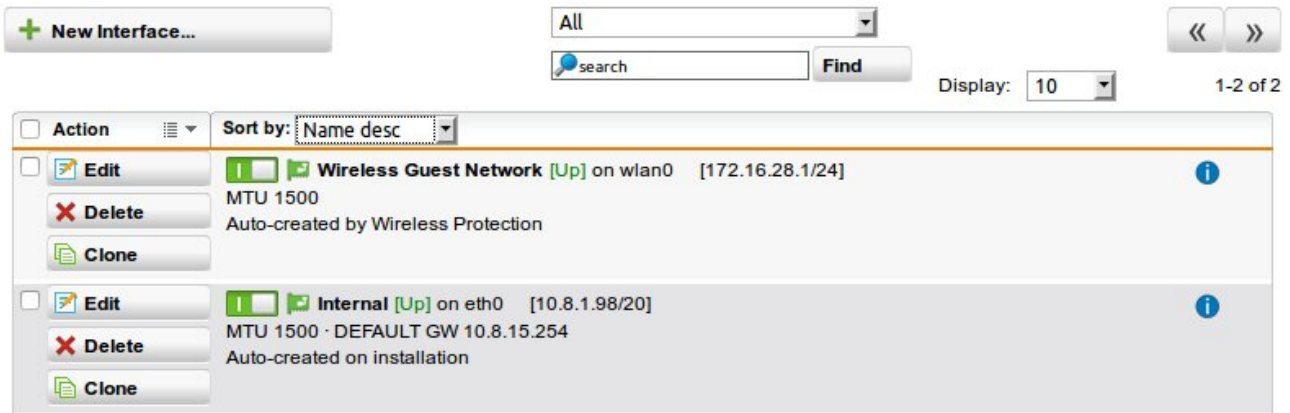 New Interface...
All
search
Find
Display: 10
1-2 of 2
Action
Sort by: Name desc
Edit
Wireless Guest Network [Up] on wlan0 [172.16.28.1/24]
MTU 1500
Delete
Auto-created by Wireless Protection
Clone
Edit
Internal [Up] on eth0 [10.8.1.98/20]
MTU 1500 · DEFAULT GW 10.8.15.254
Delete
Auto-created on installation
Clone